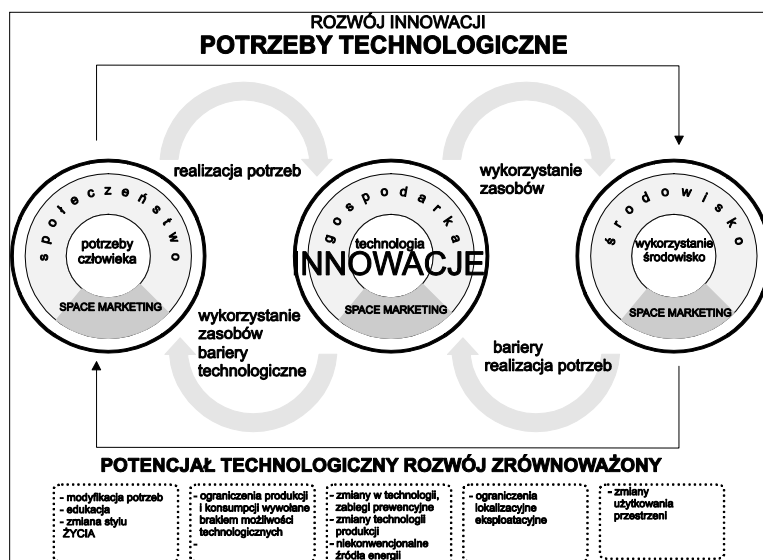 ROZWÓJ INNOWACJI
POTRZEBY TECHNOLOGICZNE
realizacja potrzeb
wykorzystanie
zasobów
społeczeństwo
potrzeby
człowieka
SPACE MARKETING
gospodarka
technologia
INNOWACJE
SPACE MARKETING
środowisko
wykorzystanie
środowisko
SPACE MARKETING
wykorzystanie
zasobów
bariery
technologiczne
bariery
realizacja potrzeb
POTENCJAŁ TECHNOLOGICZNY ROZWÓJ ZRÓWNOWAŻONY
- modyfikacja potrzeb
- edukacja
- zmiana stylu
ŻYCIA
- ograniczenia produkcji
i konsumpcji wywołane
brakiem możliwości
technologicznych
-
- zmiany w technologii,
zabiegi prewencyjne
- zmiany technologii
produkcji
- niekonwencjonalne
źródła energii
- ograniczenia
lokalizacyjne
eksploatacyjne
- zmiany
użytkowania
przestrzeni